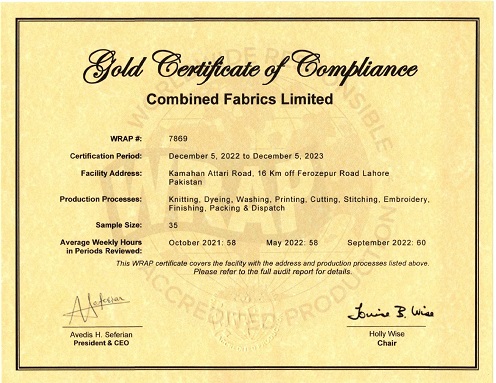 Gold Certificate of Compliance
Combined Fabrics Limited
WRAP #: 7869
Certification Period: December 5, 2022 to December 5, 2023
Facility Address: Kamahan Attari Road, 16 Km off Ferozepur Road Lahore
Pakistan
Production Processes: Knitting, Dyeing, Washing, Printing, Cutting, Stitching, Embroidery,
Finishing, Packing & Dispatch
Sample Size: 35
Average Weekly Hours October 2021: 58 May 2022: 58 September 2022: 60
in Periods Reviewed:
This WRAP certificate covers the facility with the address and production processes listed above.
Please refer to the full audit report for details.
Avedis H. Seferian
President & CEO
Holly Wise
Chair